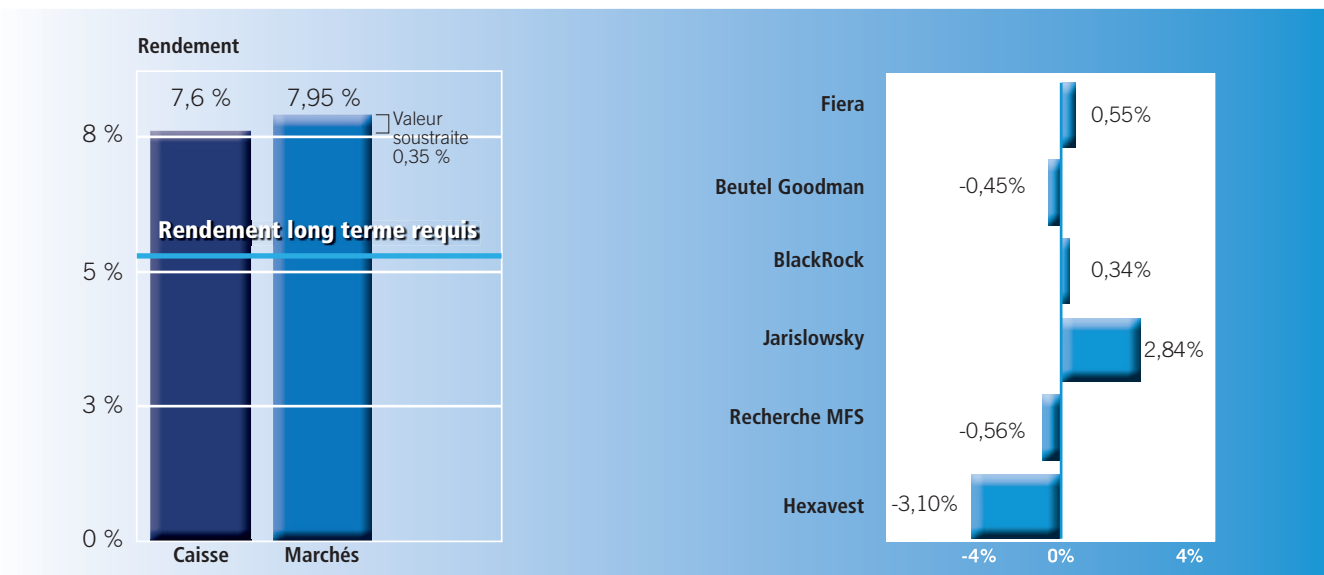 Rendement
7,6 %
7,95 %
Valeur
soustraite
0,35 %
8 %
Rendement long terme requis
5 %
3 %
0 %
Caisse
Marchés
Fiera
0,55%
Beutel Goodman
-0,45%
BlackRock
0,34%
Jarislowsky
2,84%
Recherche MFS
-0,56%
Hexavest
-3,10%
-4%
0%
4%